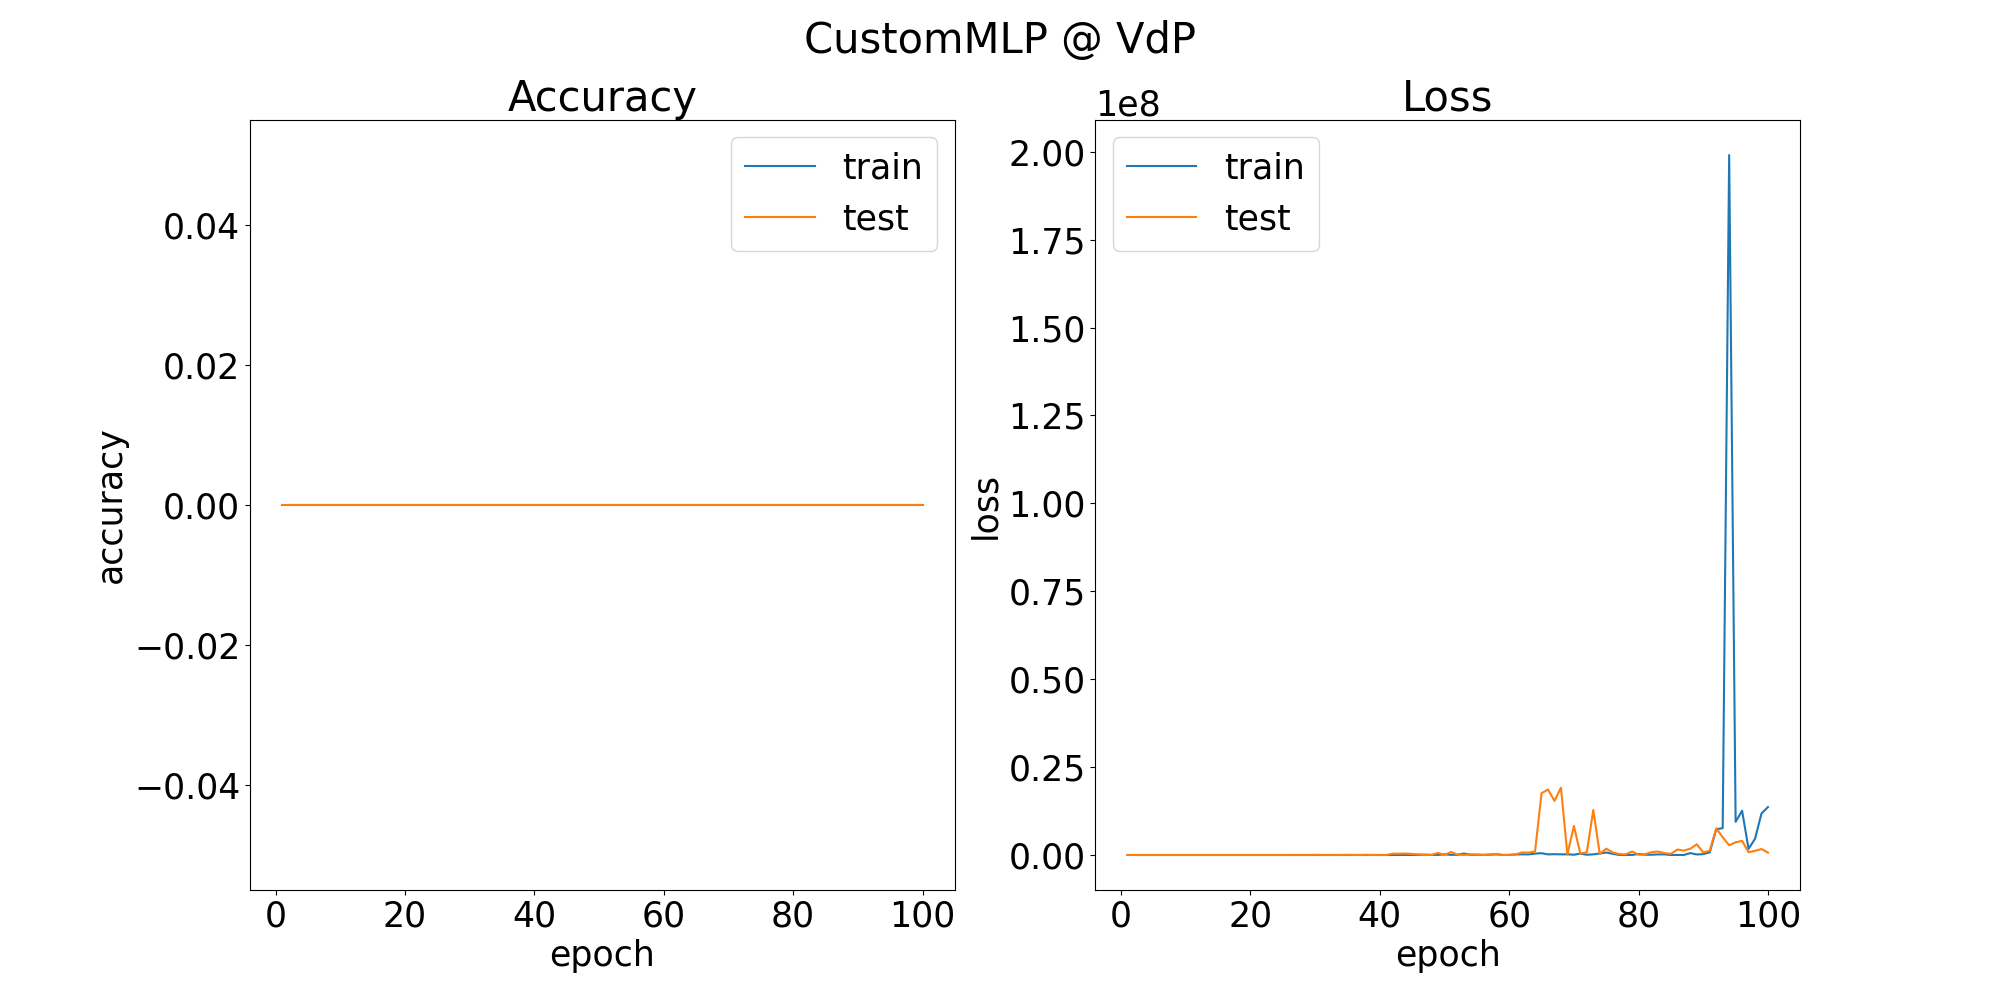 CustomMLP @ VdP
Accuracy
train
test
0.04
0.02
0.00
−0.02
−0.04
accuracy
0 20 40 60 80 100
epoch
Loss
1e8
train
test
2.00
1.75
1.50
1.25
1.00
0.75
0.50
0.25
0.00
loss
0 20 40 60 80 100
epoch